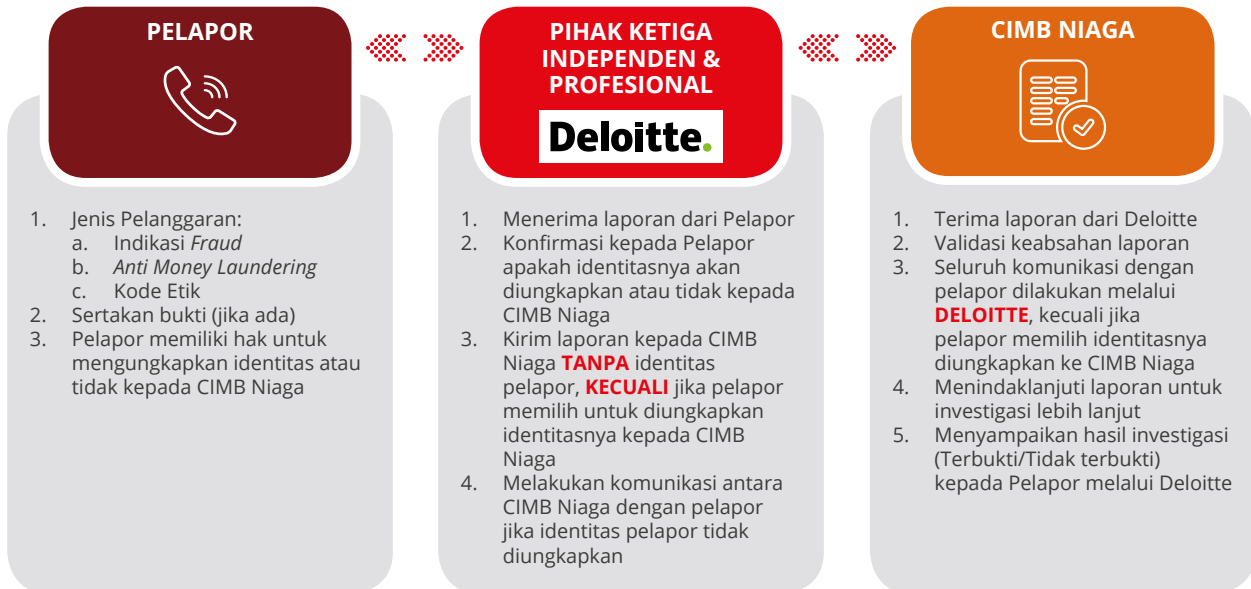 PELAPOR
1. Jenis Pelanggaran:
a. Indikasi Fraud
b. Anti Money Laundering
c. Kode Etik
2. Sertakan bukti (jika ada)
3. Pelapor memiliki hak untuk
mengungkapkan identitas atau
tidak kepada CIMB Niaga
PIHAK KETIGA
INDEPENDEN &
PROFESIONAL
Deloitte.
1. Menerima laporan dari Pelapor
2. Konfirmasi kepada Pelapor
apakah identitasnya akan
diungkapkan atau tidak kepada
CIMB Niaga
3. Kirim laporan kepada CIMB
Niaga TANPA identitas
pelapor, KECUALI jika pelapor
memilih untuk diungkapkan
identitasnya kepada CIMB
Niaga
4. Melakukan komunikasi antara
CIMB Niaga dengan pelapor
jika identitas pelapor tidak
diungkapkan
CIMB NIAGA
1. Terima laporan dari Deloitte
2. Validasi keabsahan laporan
3. Seluruh komunikasi dengan
pelapor dilakukan melalui
DELOITTE, kecuali jika
pelapor memilih identitasnya
diungkapkan ke CIMB Niaga
4. Menindaklanjuti laporan untuk
investigasi lebih lanjut
5. Menyampaikan hasil investigasi
(Terbukti/Tidak terbukti)
kepada Pelapor melalui Deloitte